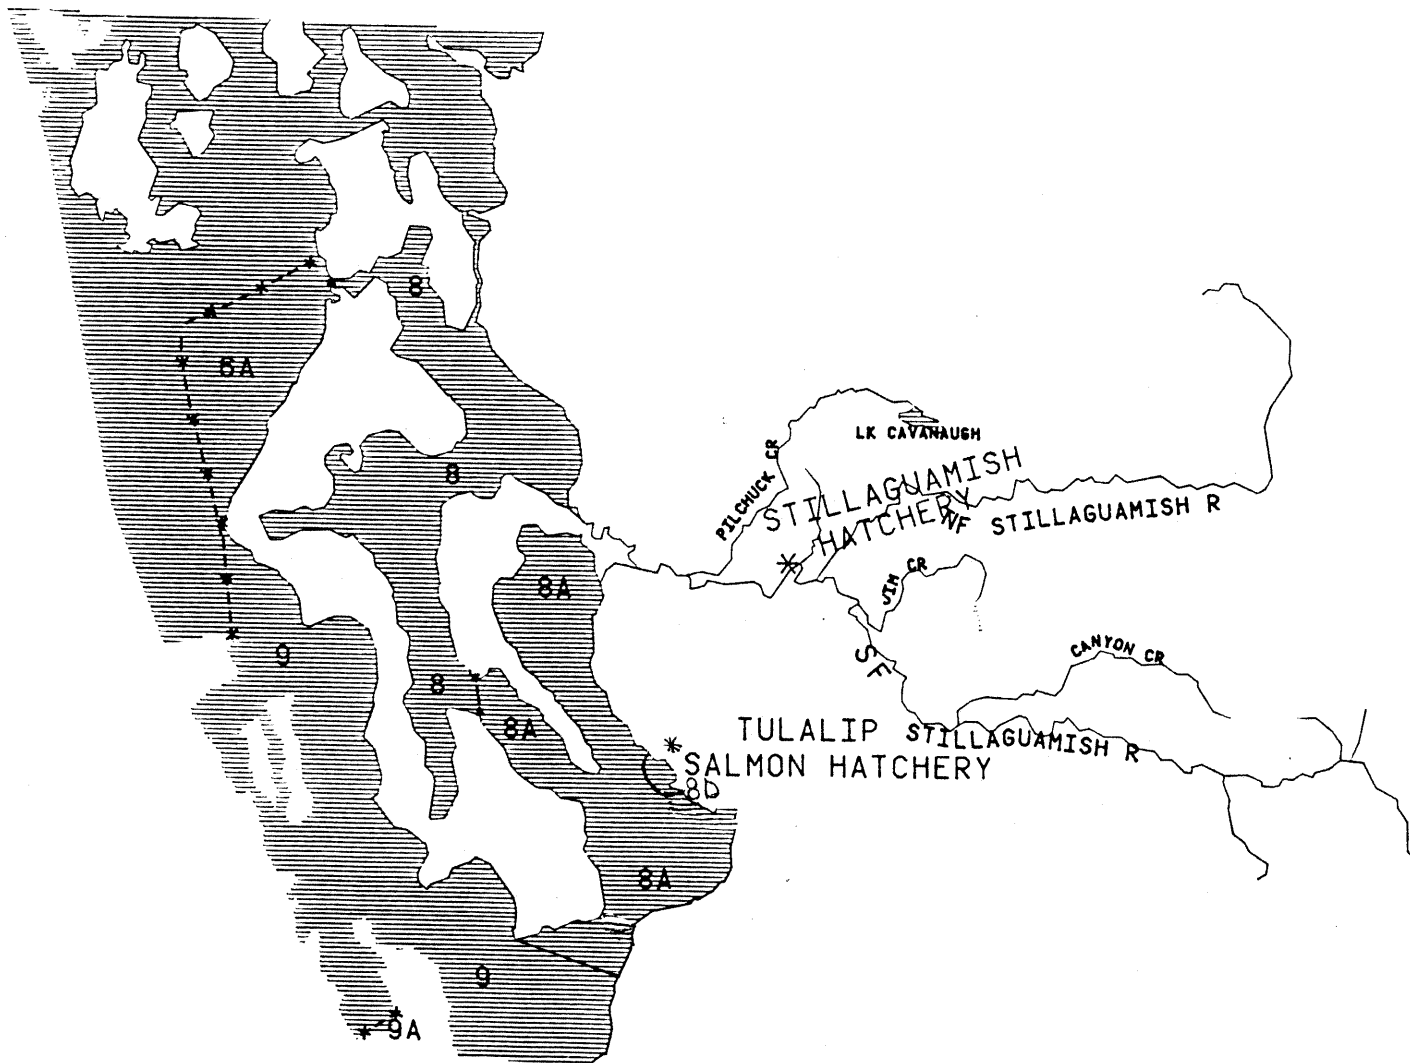 8
6A
LK CAVANAUGH
PILCHUCK CR
8
STILLAGUAMISH
HATCHERY
NF STILLAGUAMISH R
8A
JIM CR
9
CANYON CR
SF
8
8A
TULALIP
STILLAGUAMISH R
SALMON HATCHERY
8D
8A
9
9A